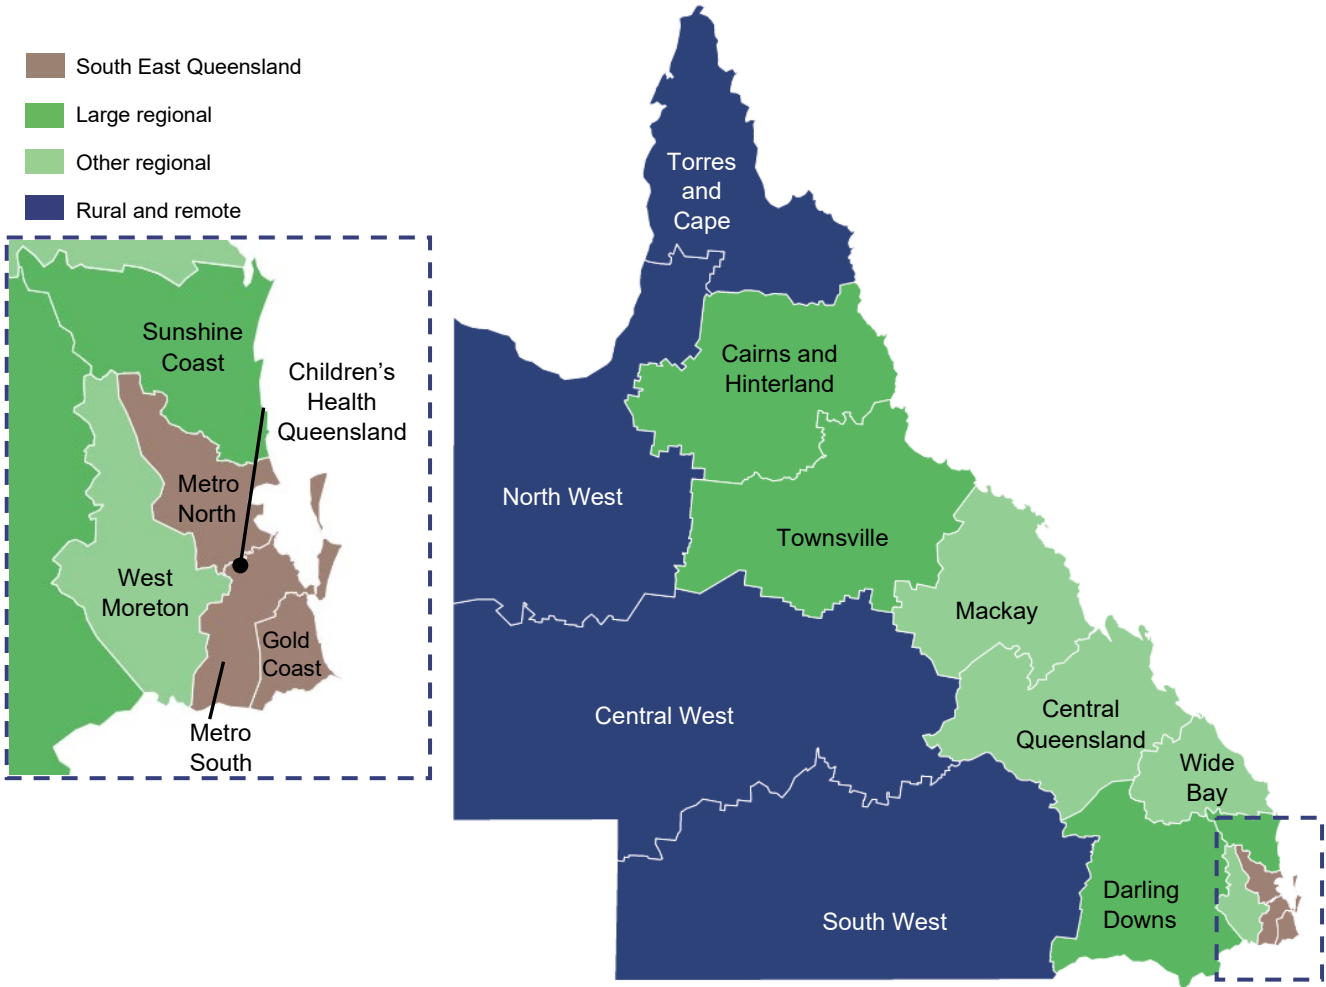 South East Queensland
Large regional
Other regional
Rural and remote
Sunshine
Coast
Children’s
Health
Queensland
Metro
North
West
Moreton
Gold
Coast
Metro
South
Torres
and
Cape
Cairns and
Hinterland
North West
Townsville
Mackay
Central West
Central
Queensland
Wide
Bay
South West
Darling
Downs